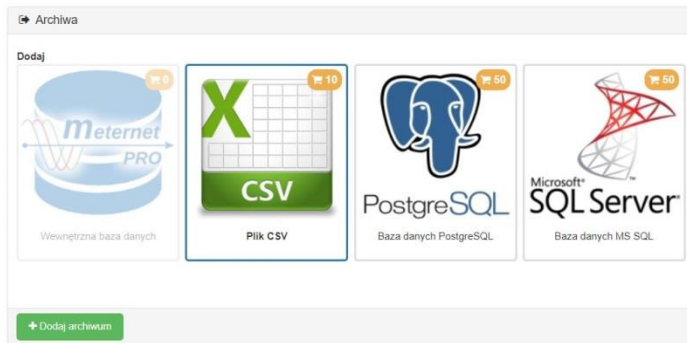 Archiwa
Dodaj
0
10
50
50
meternet
PRO
X
CSV
PostgreSQL
Microsoft®
SQL Server®
Wewnętrzna baza danych
Plik CSV
Baza danych PostgreSQL
Baza danych MS SQL
+ Dodaj archiwum